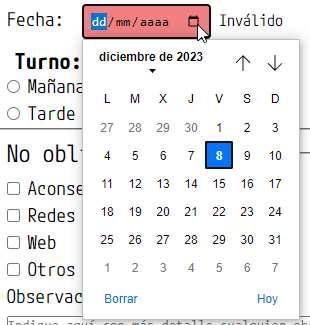 Fecha: dd/mm/aaaa Inválido
diciembre de 2023
Turno:
L M X J V S D
Mañana
27 28 29 30 1 2 3
Tarde
4 5 6 7 8 9 10
No obli
11 12 13 14 15 16 17
Aconse
18 19 20 21 22 23 24
Redes
25 26 27 28 29 30 31
Web
1 2 3 4 5 6 7
Otros
Observac
Borrar Hoy